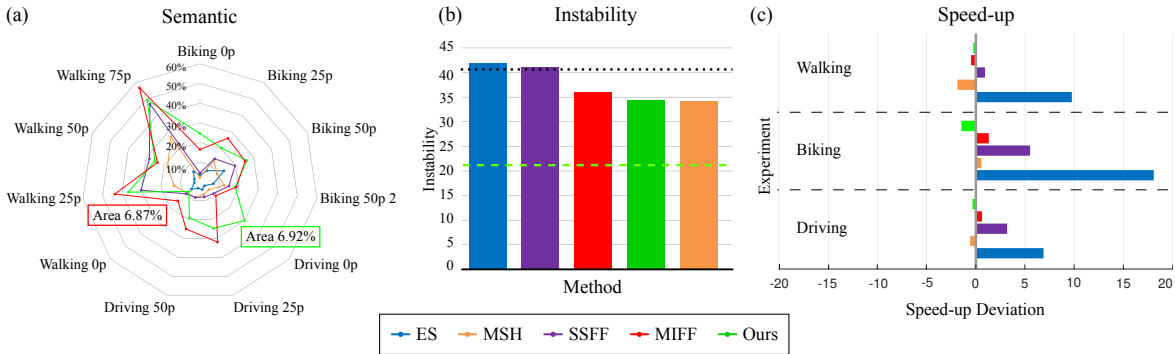 (a)
Semantic
Biking 0p
Biking 25p
Biking 50p
Biking 50p 2
Driving 0p
Driving 25p
Driving 50p
Walking 0p
Walking 25p
Walking 50p
Walking 75p
60%
50%
40%
30%
20%
10%
Area 6.87%
Area 6.92%
(b)
Instability
Instability
45
45
35
30
25
20
15
10
5
0
Method
(c)
Speed-up
Experiment
Walking
Biking
Driving
-20 -15 -10 -5 0 5 10 15 20
Speed-up Deviation
ES MSH SSFF MIFF Ours